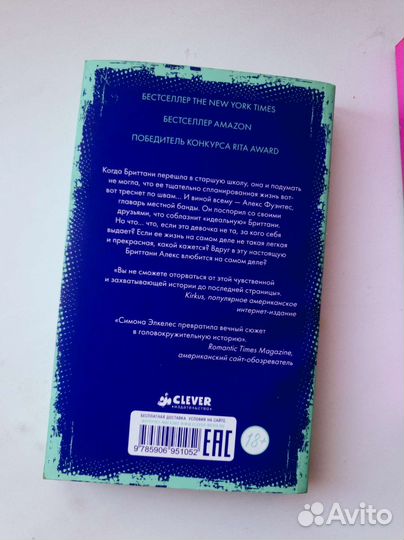 БЕСТСЕЛЛЕР THE NEW YORK TIMES
БЕСТСЕЛЛЕР AMAZON
ПОБЕДИТЕЛЬ КОНКУРСА RITA AWARD
Когда Бриттани перешла в старшую школу, она и подумать
не могла, что ее тщательно спланированная жизнь вот-
вот треснет по швам... И виной всему — Алекс Фуэнтес,
главарь местной банды. Он поспорил со своими
друзьями, что соблазнит «идеальную» Бриттани.
Но что... что, если эта девочка не та, за кого себя
выдает? Если ее жизнь на самом деле не такая легкая
и прекрасная, какой кажется? Вдруг в эту настоящую
Бриттани Алекс влюбится на самом деле?
«Вы не сможете оторваться от этой чувственной
и захватывающей истории до последней страницы».
Kirkus, популярное американское
интернет-издание
«Симона Элкелес превратила вечный сюжет
в головокружительную историю».
Romantic Times Magazine,
американский сайт-обозреватель
CLEVER
•издательство•
БЕСПЛАТНАЯ ДОСТАВКА. УСЛОВИЯ НА САЙТЕ.
9 785906 951052
EAC
18+
Avito